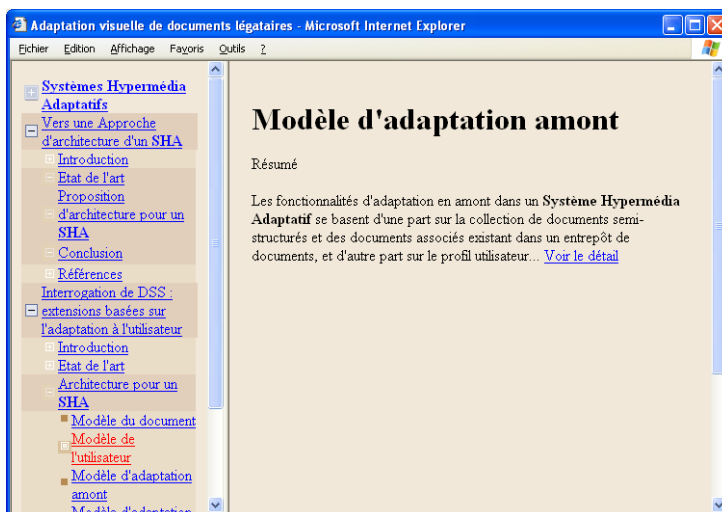 Adaptation visuelle de documents légataires - Microsoft Internet Explorer
Eichier Edition Affichage Favoris Outils ?
Systèmes Hypermédia
Adaptatifs
Vers une Approche
d'architecture d'un SHA
Introduction
Etat de l'art
Proposition
d'architecture pour un
SHA
Conclusion
Références
Interrogation de DSS :
extensions basées sur
l'adaptation à l'utilisateur
Introduction
Etat de l'art
Architecture pour un
SHA
Modèle du document
Modèle de
l'utilisateur
Modèle d'adaptation
amont
Modèle d'adaptation
Modèle d'adaptation amont
Résumé
Les fonctionnalités d'adaptation en amont dans un Système Hypermédia
Adaptatif se basent d'une part sur la collection de documents semi-
structurés et des documents associés existant dans un entrepôt de
documents, et d'autre part sur le profil utilisateur... Voir le détail